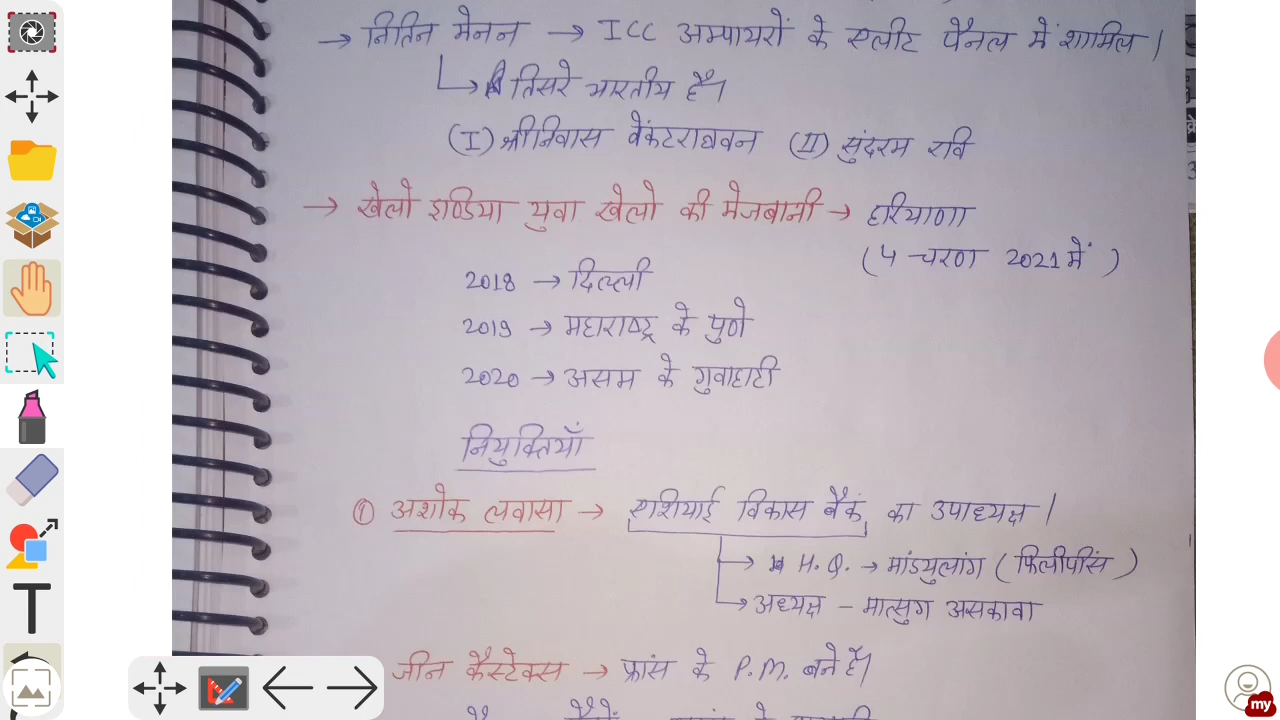 → नितिन मेनन → ICC अम्पायरों के एलीट पैनल में शामिल।
→ तिसरे भारतीय हैं।
(I) श्रीनिवास वेंकटराघवन (II) सुंदरम रवि
→ खेलो इण्डिया युवा खेलो की मेजबानी → हरियाणा
(4 चरण 2021 में)
2018 → दिल्ली
2019 → महाराष्ट्र के पुणे
2020 → असम के गुवाहाटी
नियुक्तियाँ
① अशोक लवासा → एशियाई विकास बैंक का उपाध्यक्ष।
→ H.Q. → मांडयुलांग (फिलीपींस)
→ अध्यक्ष - मात्सुग असकावा
जीन कैस्टेक्स → फ्रांस के P.M. बने हैं।
T
my